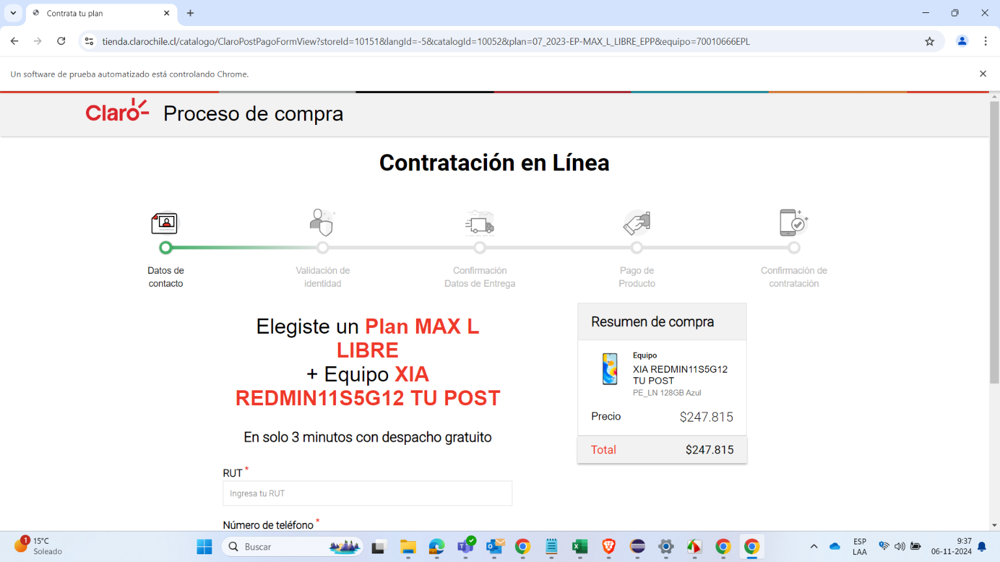 Contrata tu plan
tienda.clarochile.cl/catalogo/ClaroPostPagoFormView?storeId=10151&langId=-5&catalogId=10052&plan=07_2023-EP-MAX_L_LIBRE_EPP&equipo=70010666EPL
Un software de prueba automatizado está controlando Chrome.
Claro Proceso de compra
Contratación en Línea
Datos de
contacto
Validación de
identidad
Confirmación
Datos de Entrega
Pago de
Producto
Confirmación de
contratación
Elegiste un Plan MAX L
LIBRE
+ Equipo XIA
REDMIN11S5G12 TU POST
En solo 3 minutos con despacho gratuito
RUT *
Ingresa tu RUT
Número de teléfono *
Resumen de compra
Equipo
XIA REDMIN11S5G12
TU POST
PE_LN 128GB Azul
Precio $247.815
Total $247.815
1
15°C
Soleado
Buscar
ESP
LAA
9:37
06-11-2024